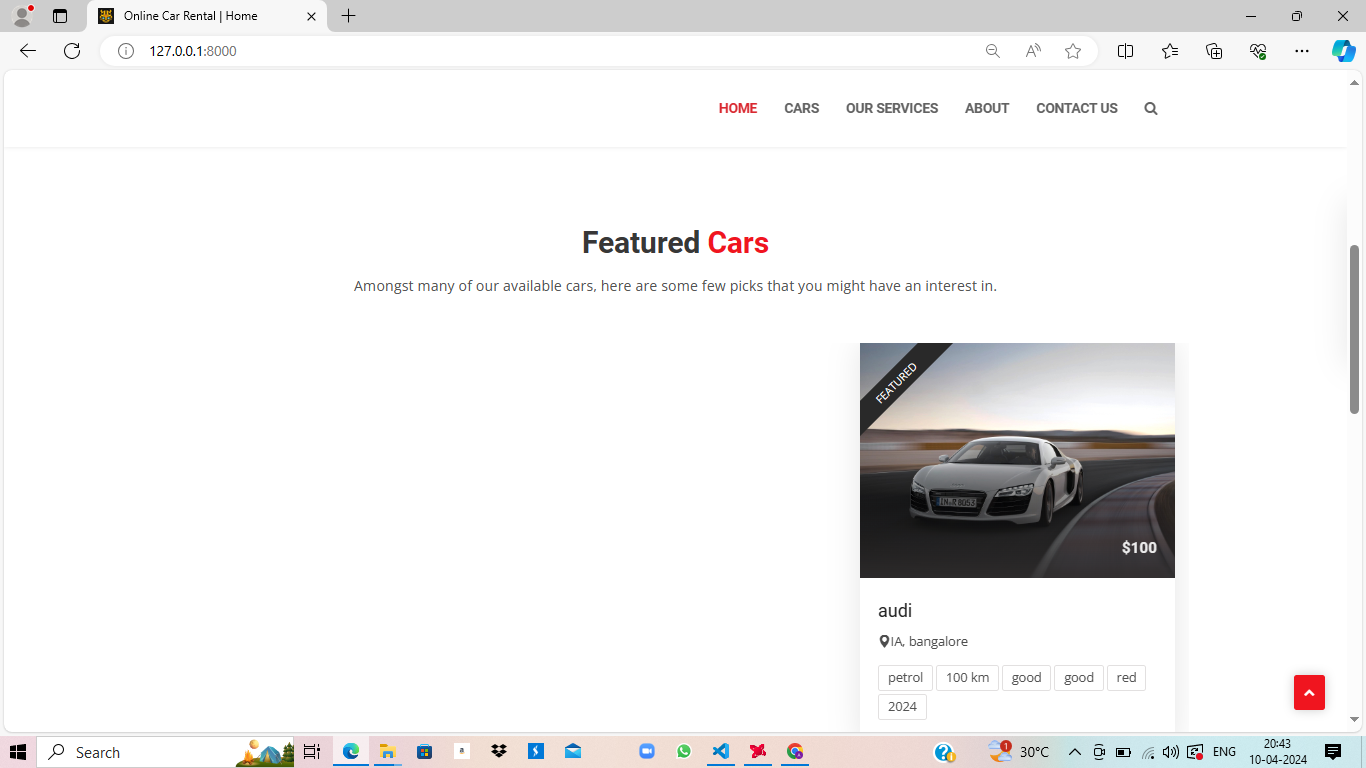 Online Car Rental | Home
127.0.0.1:8000
HOME CARS OUR SERVICES ABOUT CONTACT US
Featured Cars
Amongst many of our available cars, here are some few picks that you might have an interest in.
FEATURED
$100
audi
IA, bangalore
petrol 100 km good good red
2024
Search
a
1
30°C
ENG
20:43
10-04-2024